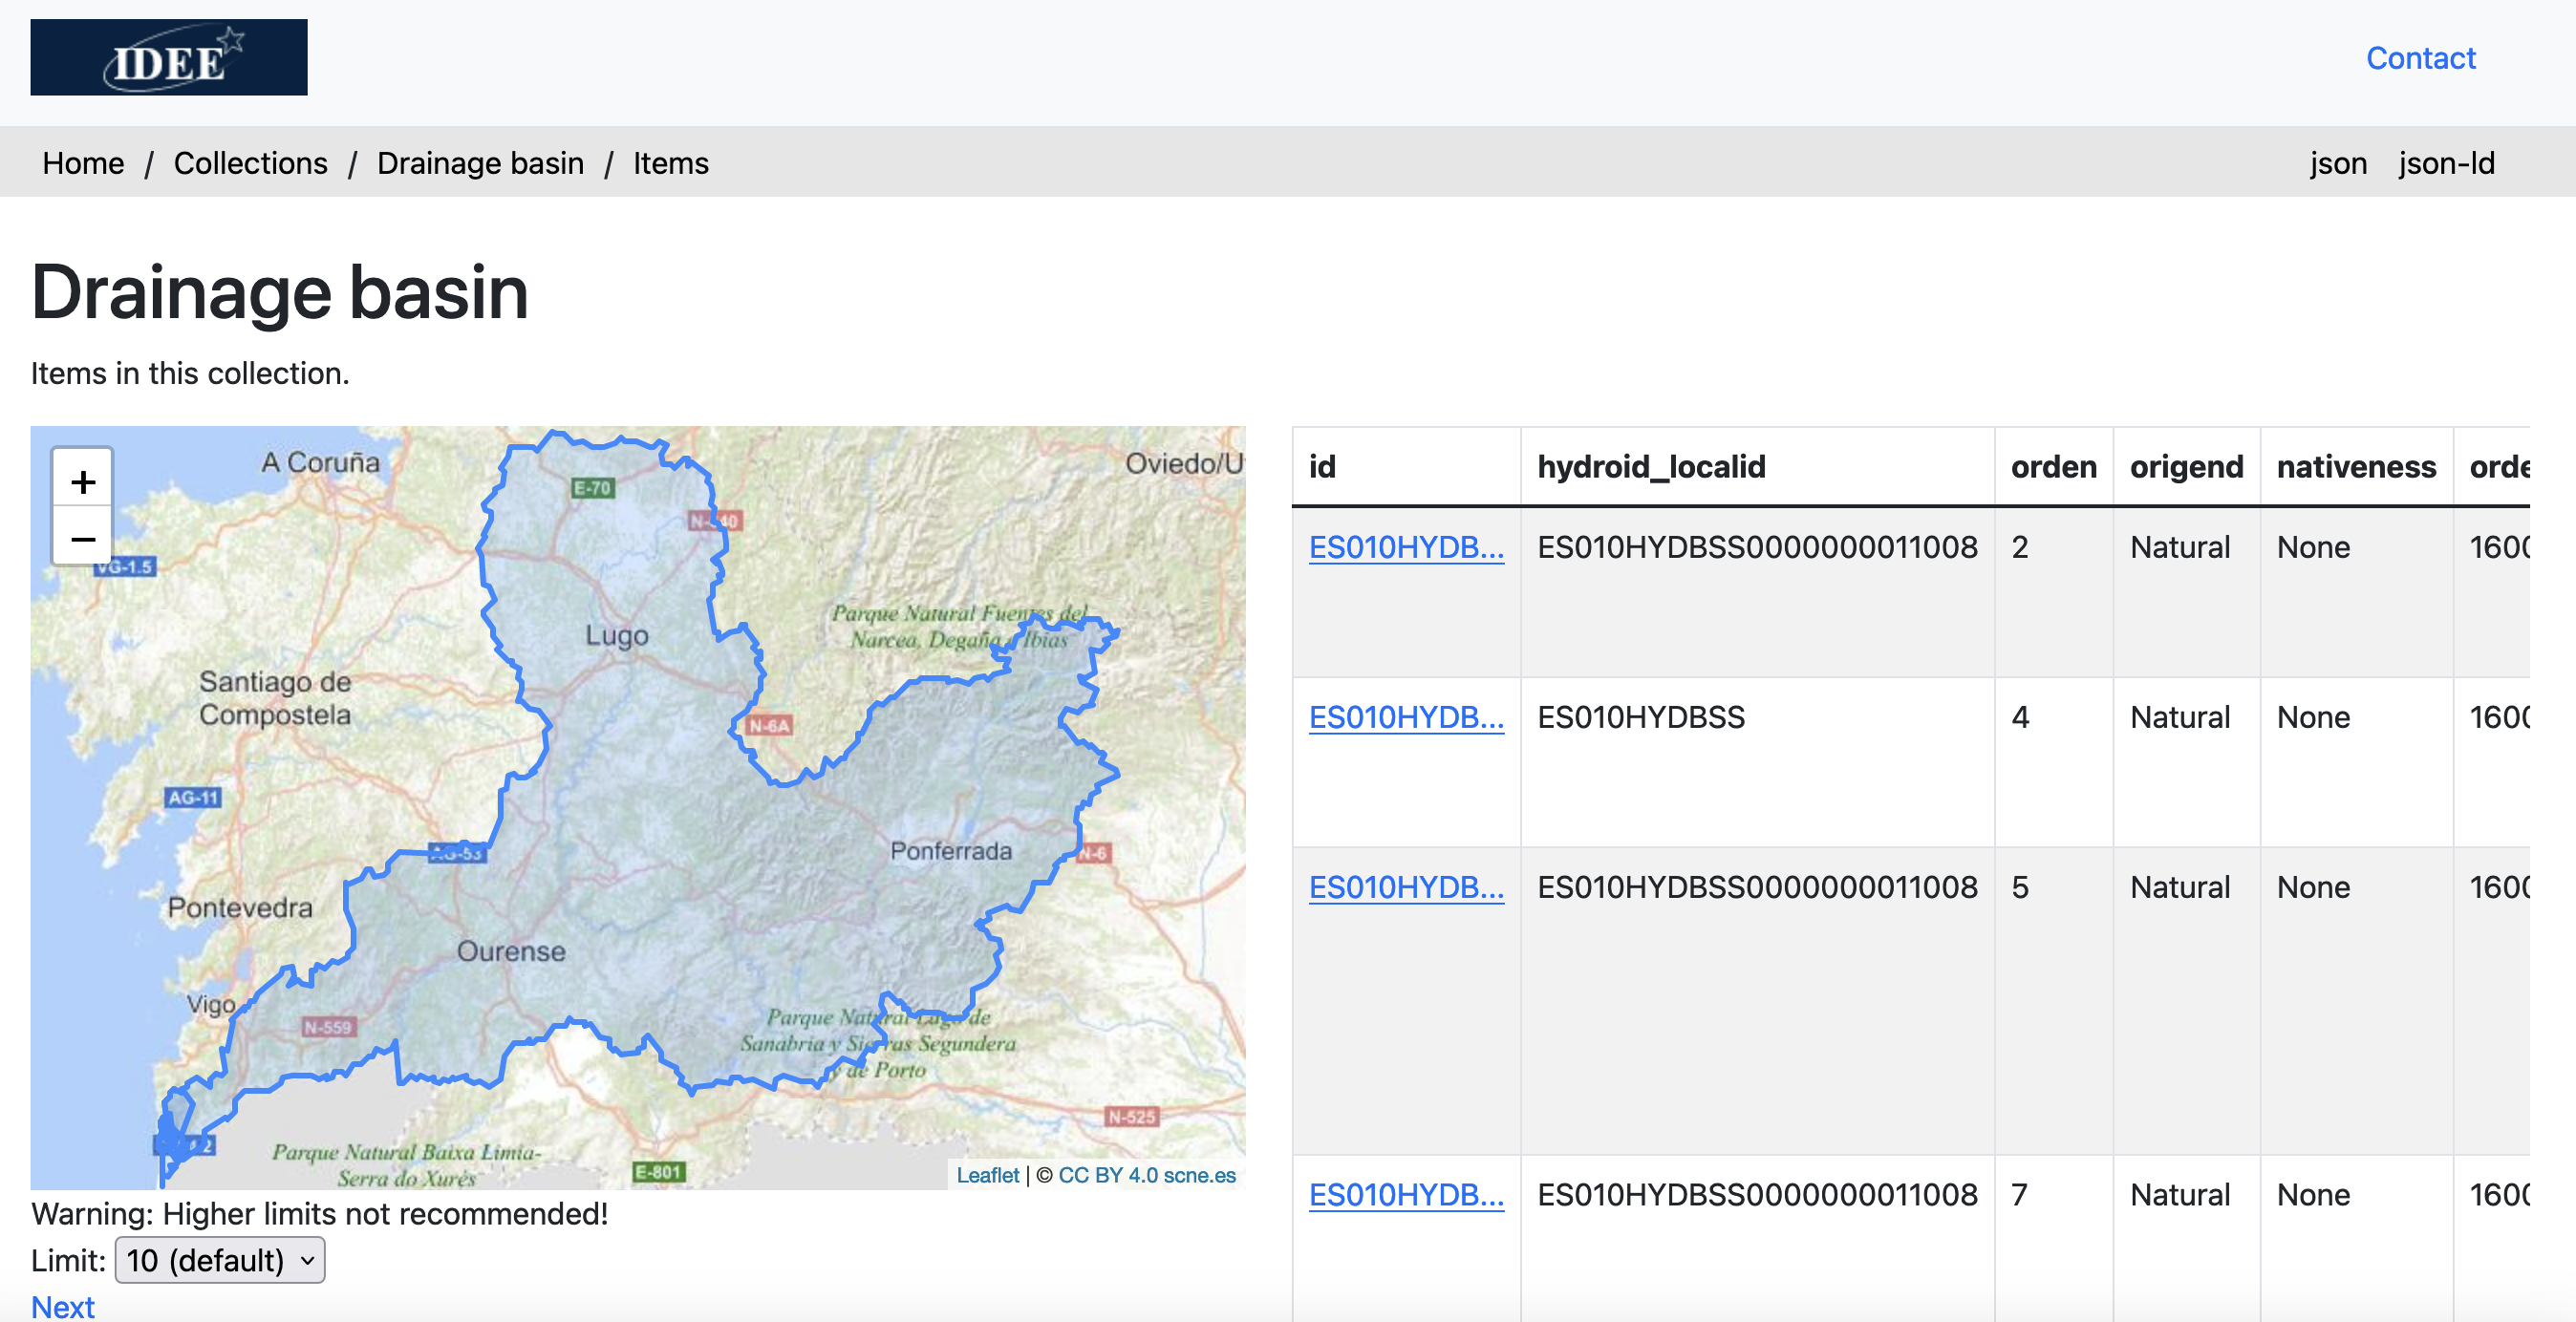 IDEE
Contact
Home / Collections / Drainage basin / Items
json json-ld
Drainage basin
Items in this collection.
+
−
A Coruña
Oviedo/U
E-70
VG-1.5
Lugo
Parque Natural Fuentes del
Narcea, Degaña Ibias
Santiago de
Compostela
N-6A
AG-11
AG-53
Ponferrada
N-6
Pontevedra
Ourense
Vigo
N-559
Parque Natural Lago de
Sanabria y Sierras Segundera
y de Porto
N-525
Parque Natural Baixa Limia-
Serra do Xurés
E-801
Leaflet | © CC BY 4.0 scne.es
Warning: Higher limits not recommended!
Limit: 10 (default)
Next
id hydroid_localid orden origend nativeness orde
ES010HYDB... ES010HYDBSS0000000011008 2 Natural None 1600
ES010HYDB... ES010HYDBSS 4 Natural None 1600
ES010HYDB... ES010HYDBSS0000000011008 5 Natural None 1600
ES010HYDB... ES010HYDBSS0000000011008 7 Natural None 1600